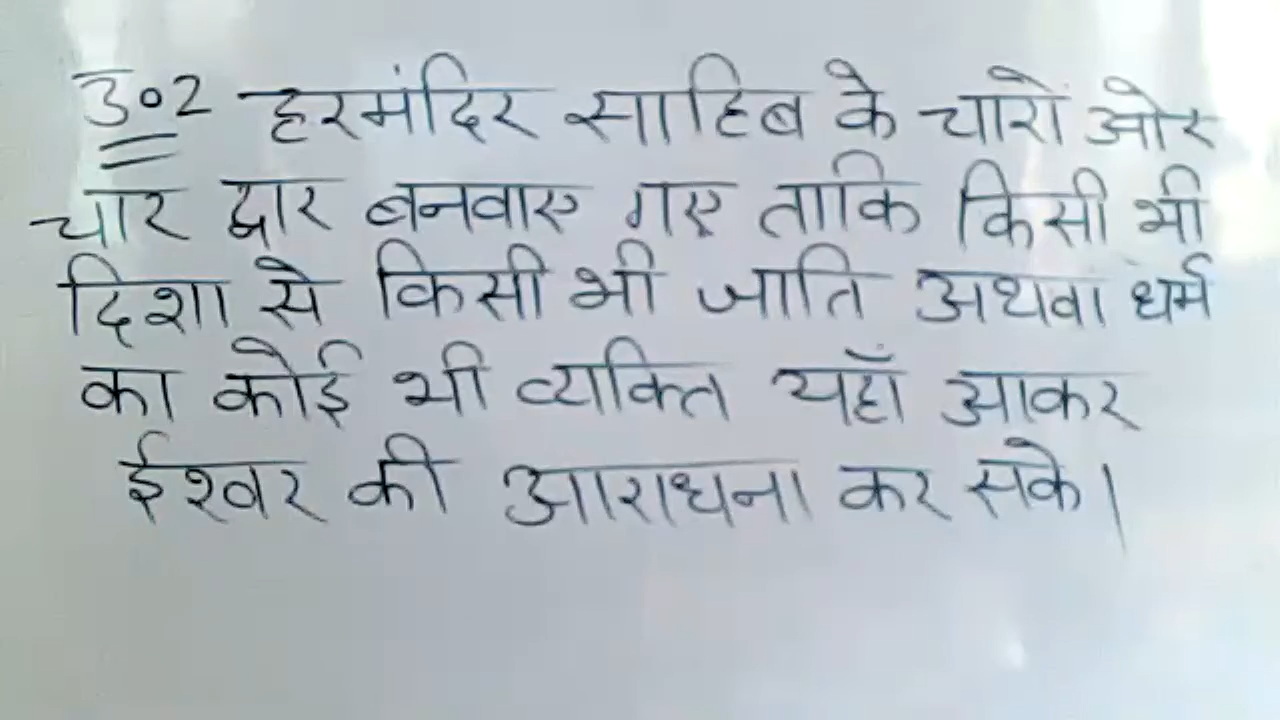 उ०2 हरमंदिर साहिब के चारों ओर
चार द्वार बनवाए गए ताकि किसी भी
दिशा से किसी भी जाति अथवा धर्म
का कोई भी व्यक्ति यहाँ आकर
ईश्वर की आराधना कर सके।